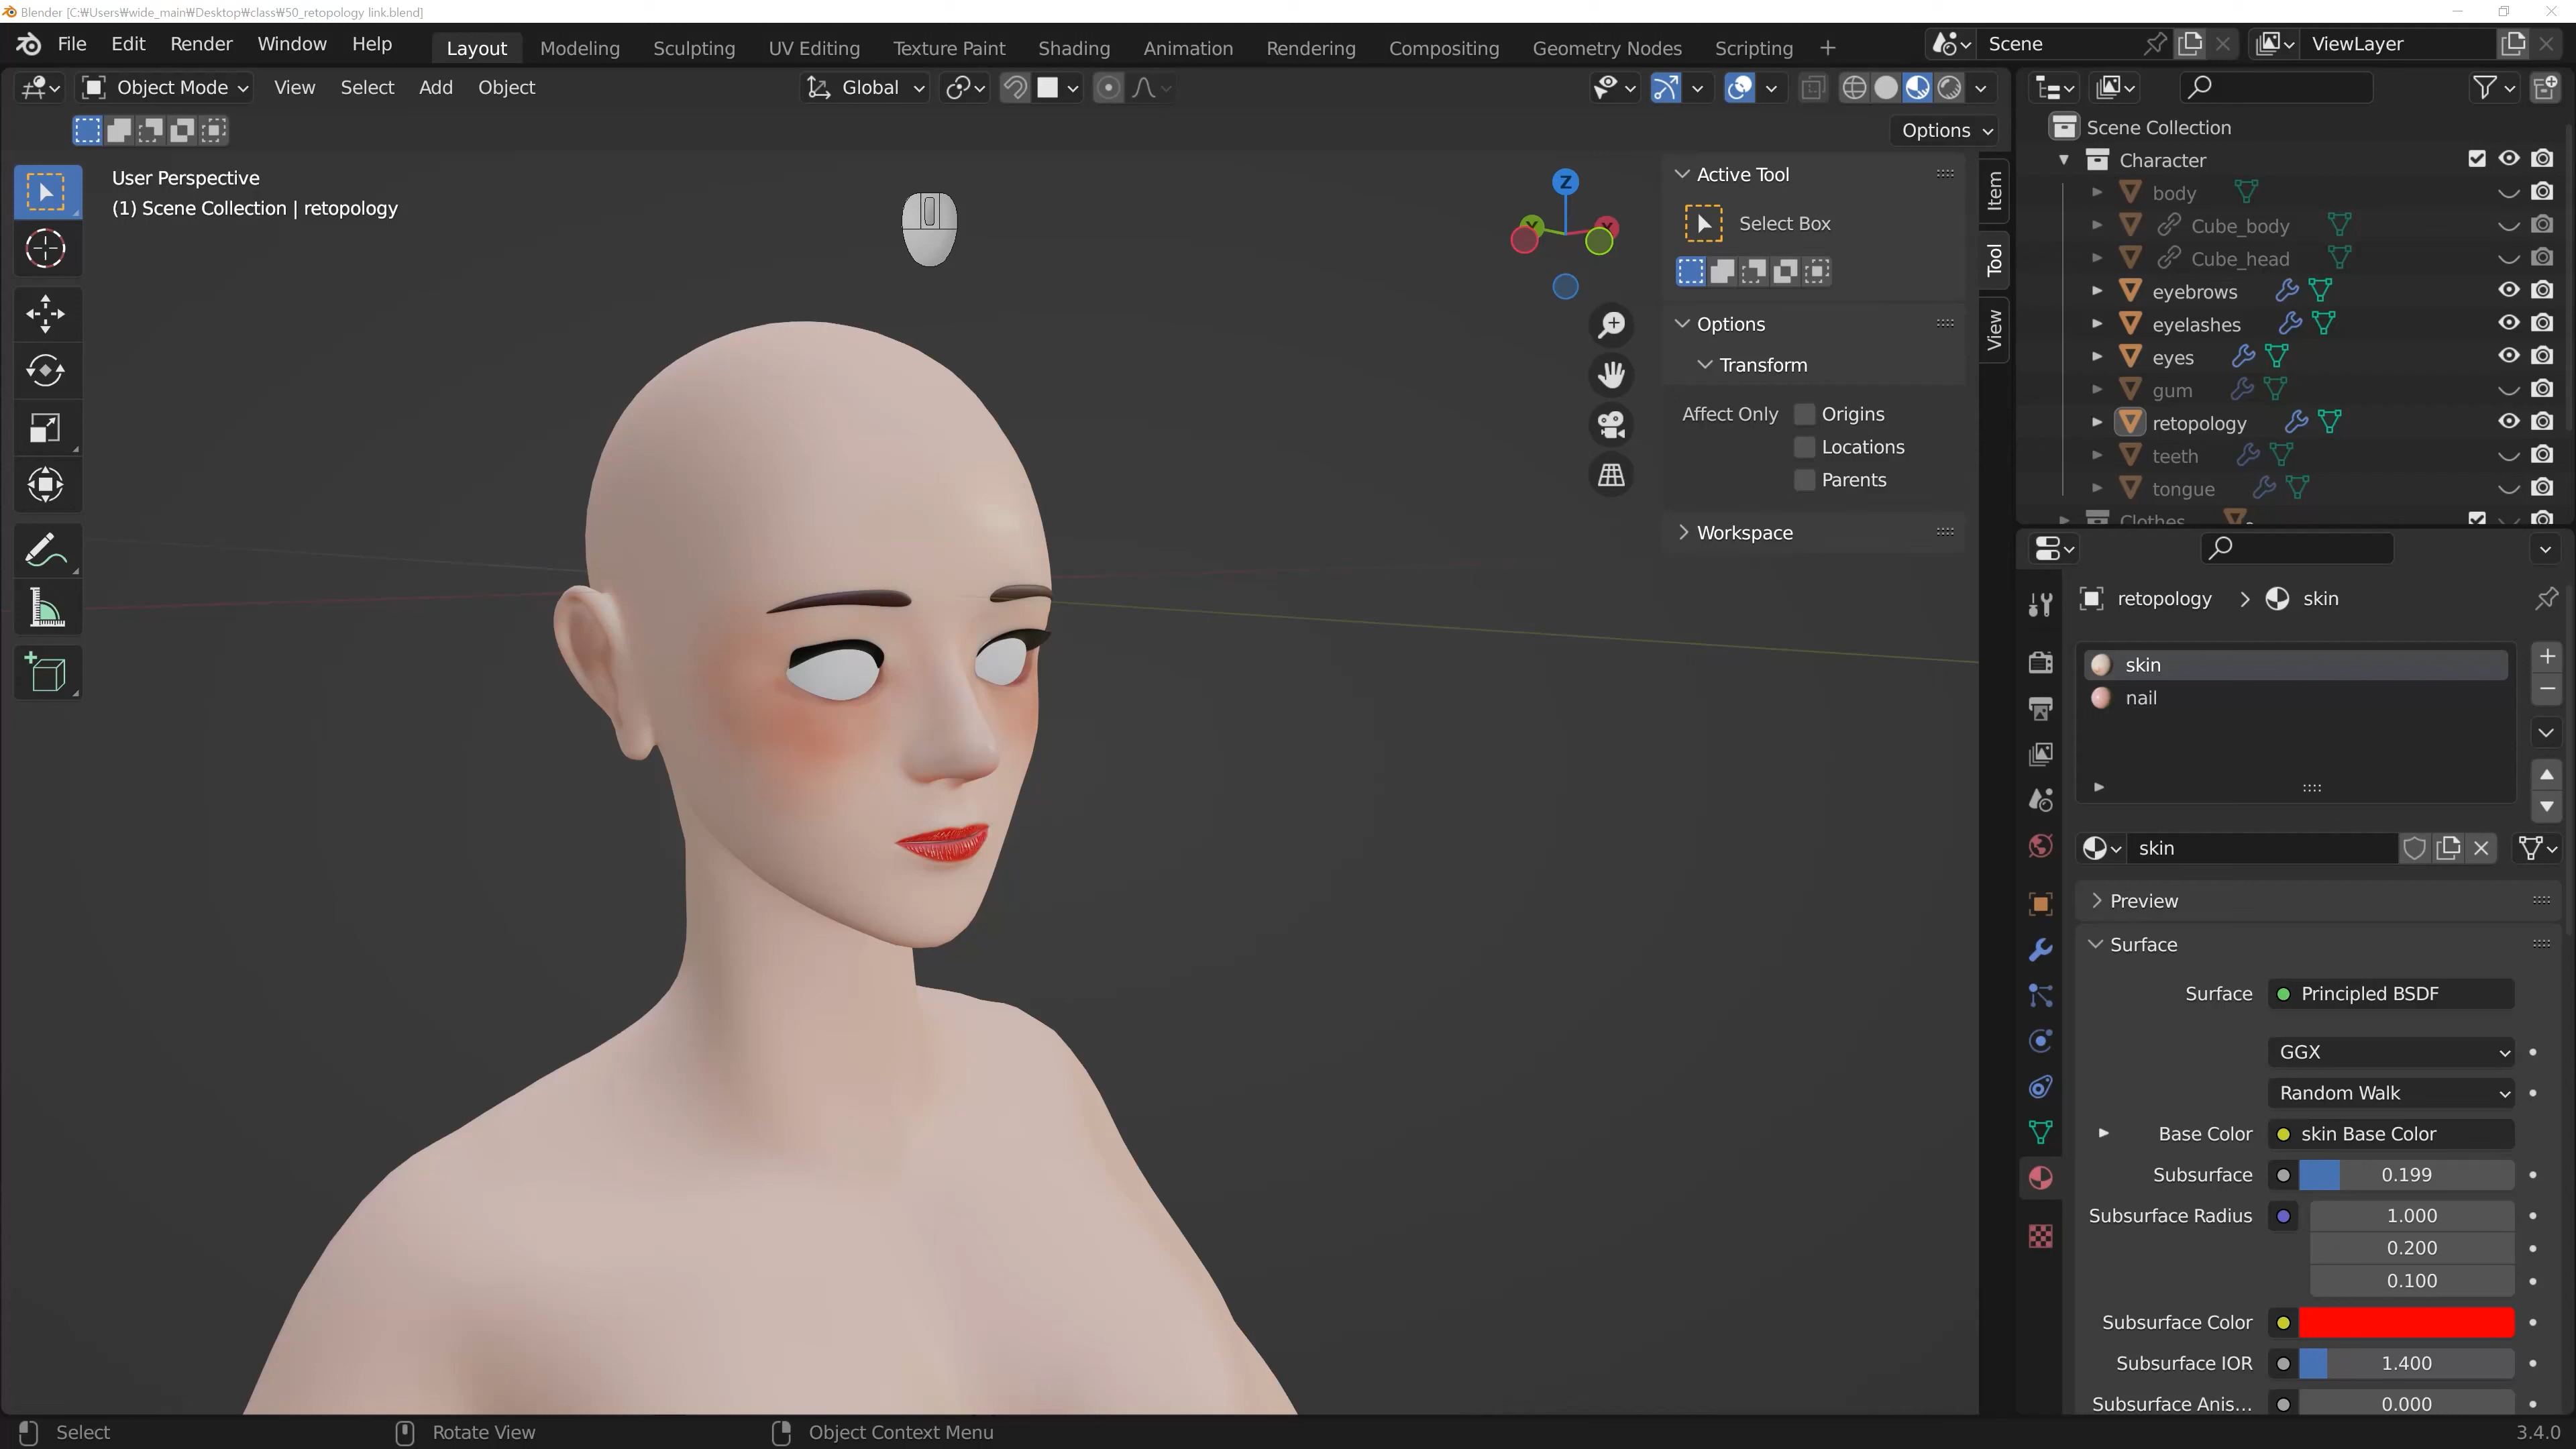 Blender [C:₩Users₩wide_main₩Desktop₩class₩50_retopology link.blend]
File Edit Render Window Help Layout Modeling Sculpting UV Editing Texture Paint Shading Animation Rendering Compositing Geometry Nodes Scripting + Scene ViewLayer
Object Mode View Select Add Object Global
Options
User Perspective
(1) Scene Collection | retopology
Z
Y
X
Active Tool
Select Box
Options
Transform
Affect Only Origins
Locations
Parents
Workspace
Item
Tool
View
Scene Collection
Character
body
Cube_body
Cube_head
eyebrows
eyelashes
eyes
gum
retopology
teeth
tongue
Clothes
retopology > skin
skin
nail
skin
Preview
Surface
Surface Principled BSDF
GGX
Random Walk
Base Color skin Base Color
Subsurface 0.199
Subsurface Radius 1.000
0.200
0.100
Subsurface Color
Subsurface IOR 1.400
Subsurface Anis... 0.000
Select Rotate View Object Context Menu 3.4.0